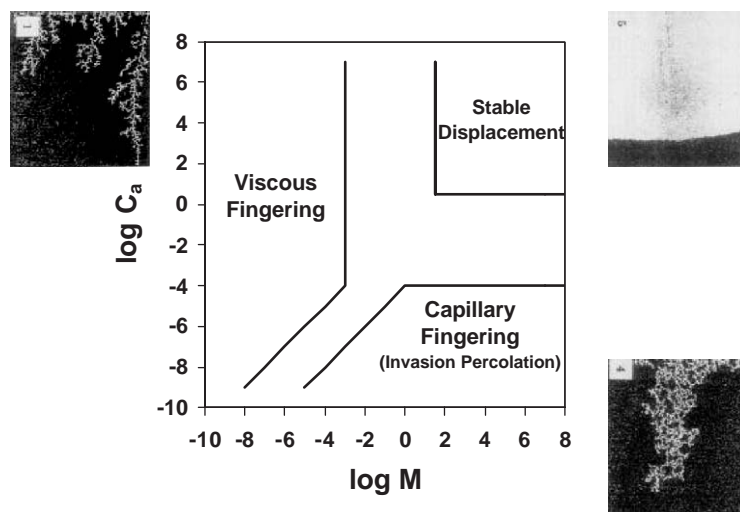 8
6
4
2
0
-2
-4
-6
-8
-10
log Ca
Viscous
Fingering
Stable
Displacement
Capillary
Fingering
(Invasion Percolation)
-10 -8 -6 -4 -2 0 2 4 6 8
log M